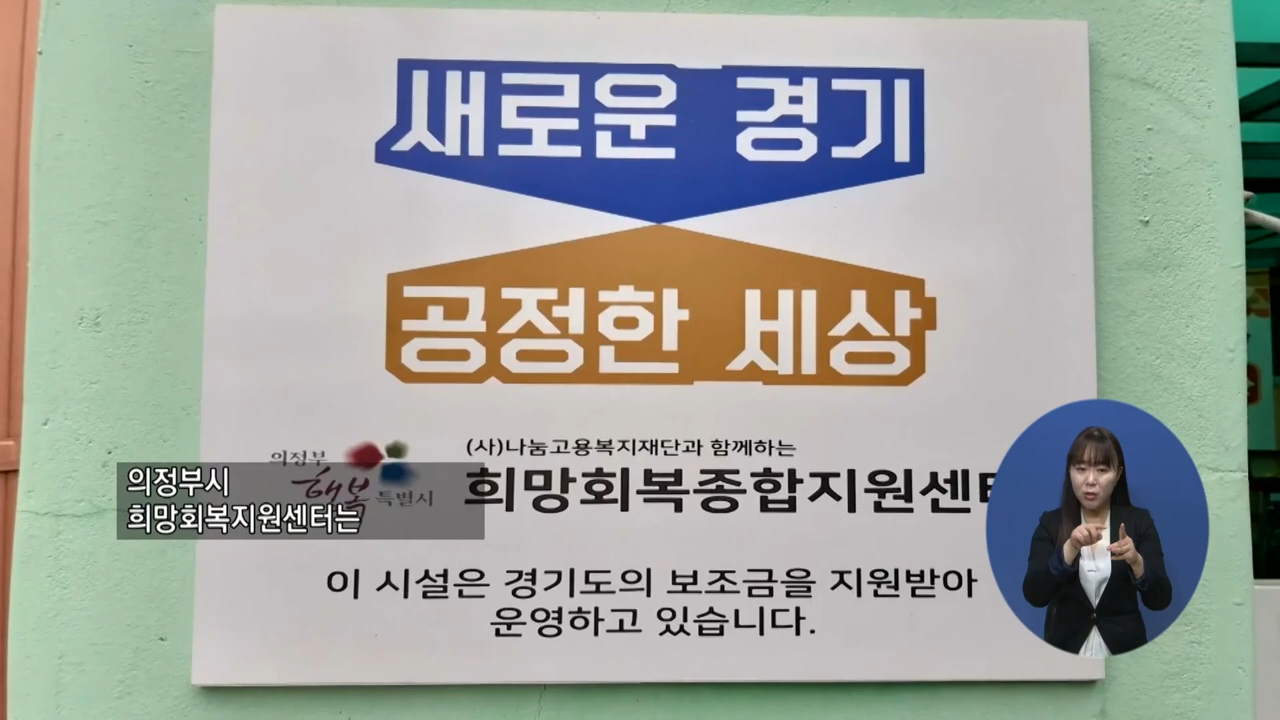 새로운 경기
공정한 세상
의정부
행복
특별시
(사)나눔고용복지재단과 함께하는
희망회복종합지원센터
이 시설은 경기도의 보조금을 지원받아
운영하고 있습니다.
의정부시
희망회복지원센터는